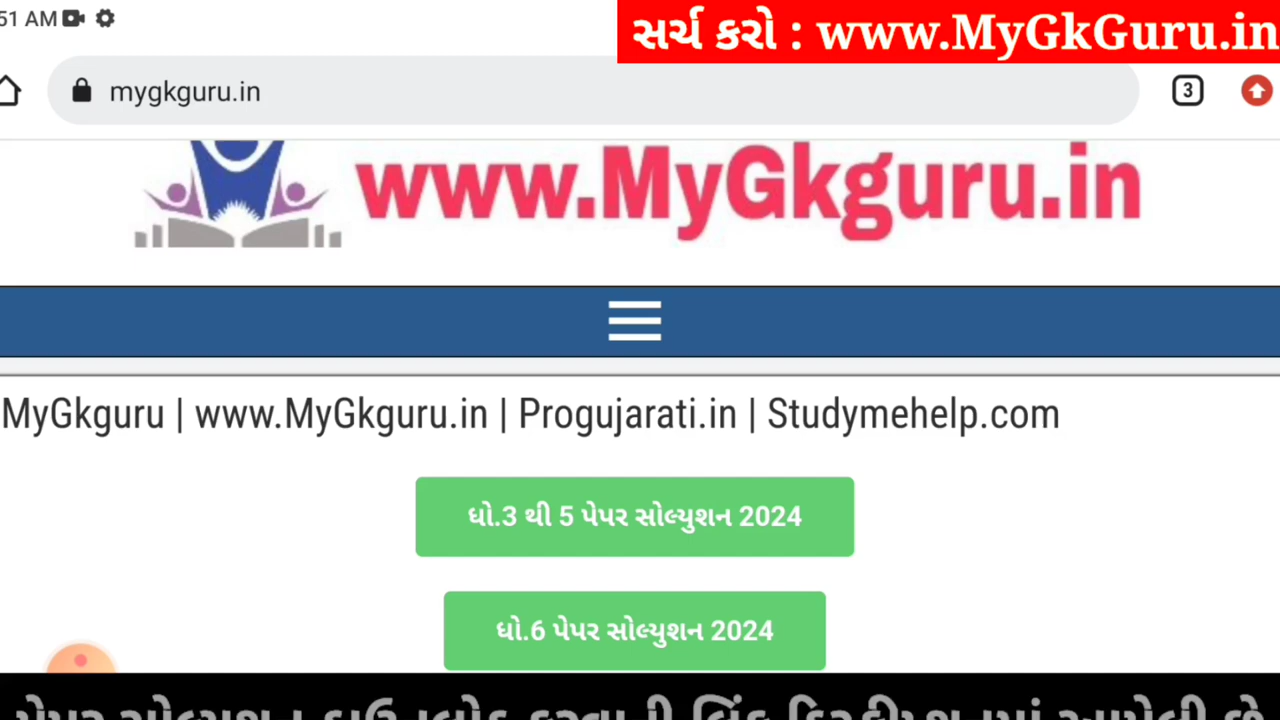 51 AM
સર્ચ કરો : www.MyGkGuru.in
mygkguru.in
3
www.MyGkguru.in
MyGkguru | www.MyGkguru.in | Progujarati.in | Studymehelp.com
ધો.3 થી 5 પેપર સોલ્યુશન 2024
ધો.6 પેપર સોલ્યુશન 2024